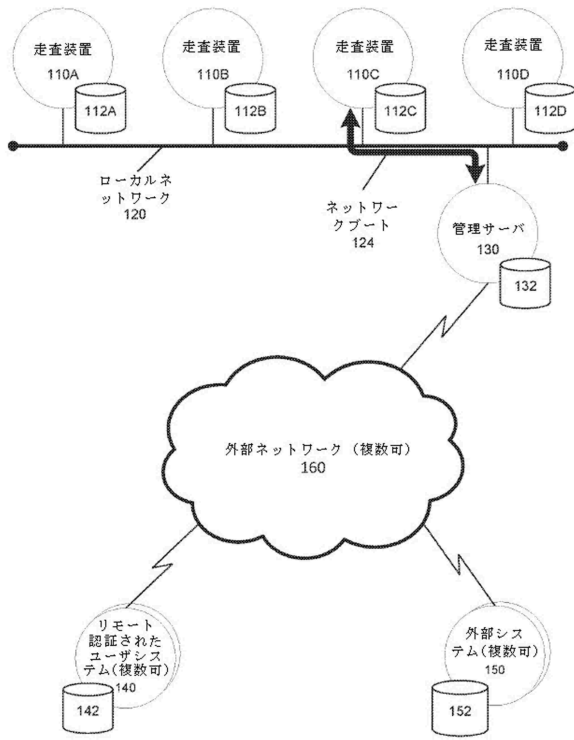 走査装置
110A
112A
走査装置
110B
112B
走査装置
110C
112C
走査装置
110D
112D
ローカルネ
ットワーク
120
ネットワー
クブート
124
管理サーバ
130
132
外部ネットワーク（複数可）
160
リモート
認証された
ユーザシス
テム(複数可)
140
142
外部シス
テム(複数可)
150
152